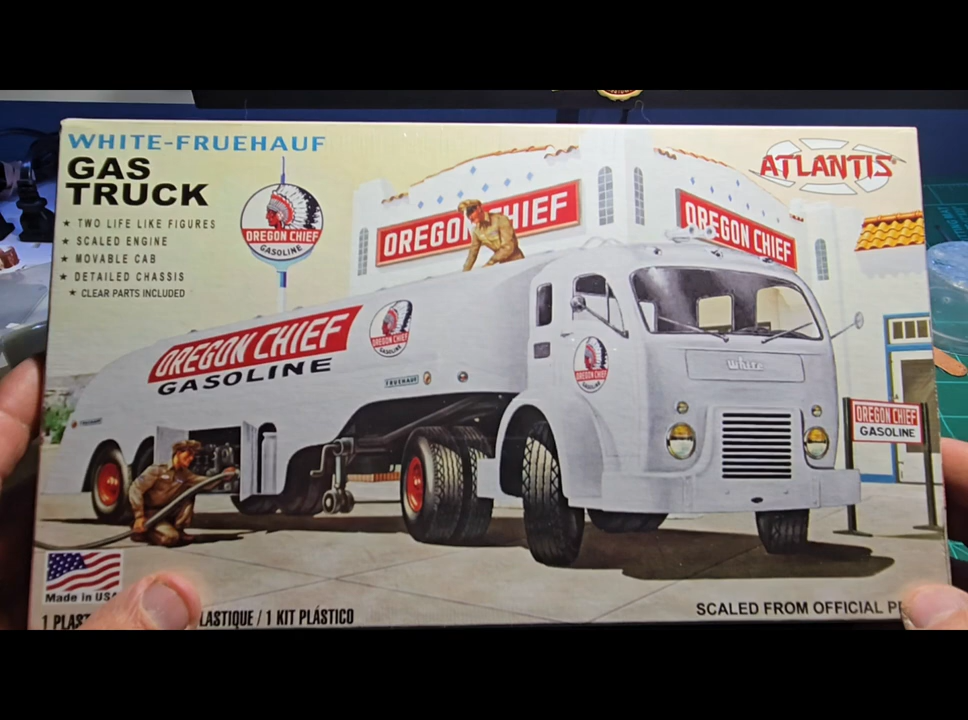 WHITE-FRUEHAUF
GAS
TRUCK
★ TWO LIFE LIKE FIGURES
★ SCALED ENGINE
★ MOVABLE CAB
★ DETAILED CHASSIS
★ CLEAR PARTS INCLUDED
OREGON CHIEF
GASOLINE
OREGON CHIEF
OREGON CHIEF
ATLANTIS
OREGON CHIEF
GASOLINE
OREGON CHIEF
GASOLINE
FRUEHAUF
OREGON CHIEF
GASOLINE
White
OREGON CHIEF
GASOLINE
Made in USA
1 PLAST
LASTIQUE / 1 KIT PLÁSTICO
SCALED FROM OFFICIAL